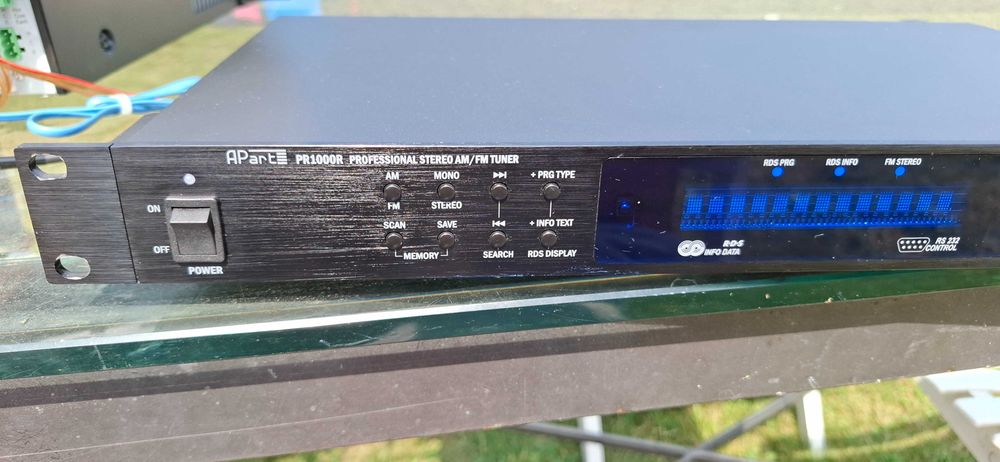 APart PR1000R PROFESSIONAL STEREO AM/FM TUNER
ON
OFF
POWER
AM
FM
MONO
STEREO
SCAN
SAVE
MEMORY
SEARCH
+ PRG TYPE
+ INFO TEXT
RDS DISPLAY
RDS PRG
RDS INFO
FM STEREO
R·D·S
INFO DATA
RS 232
CONTROL